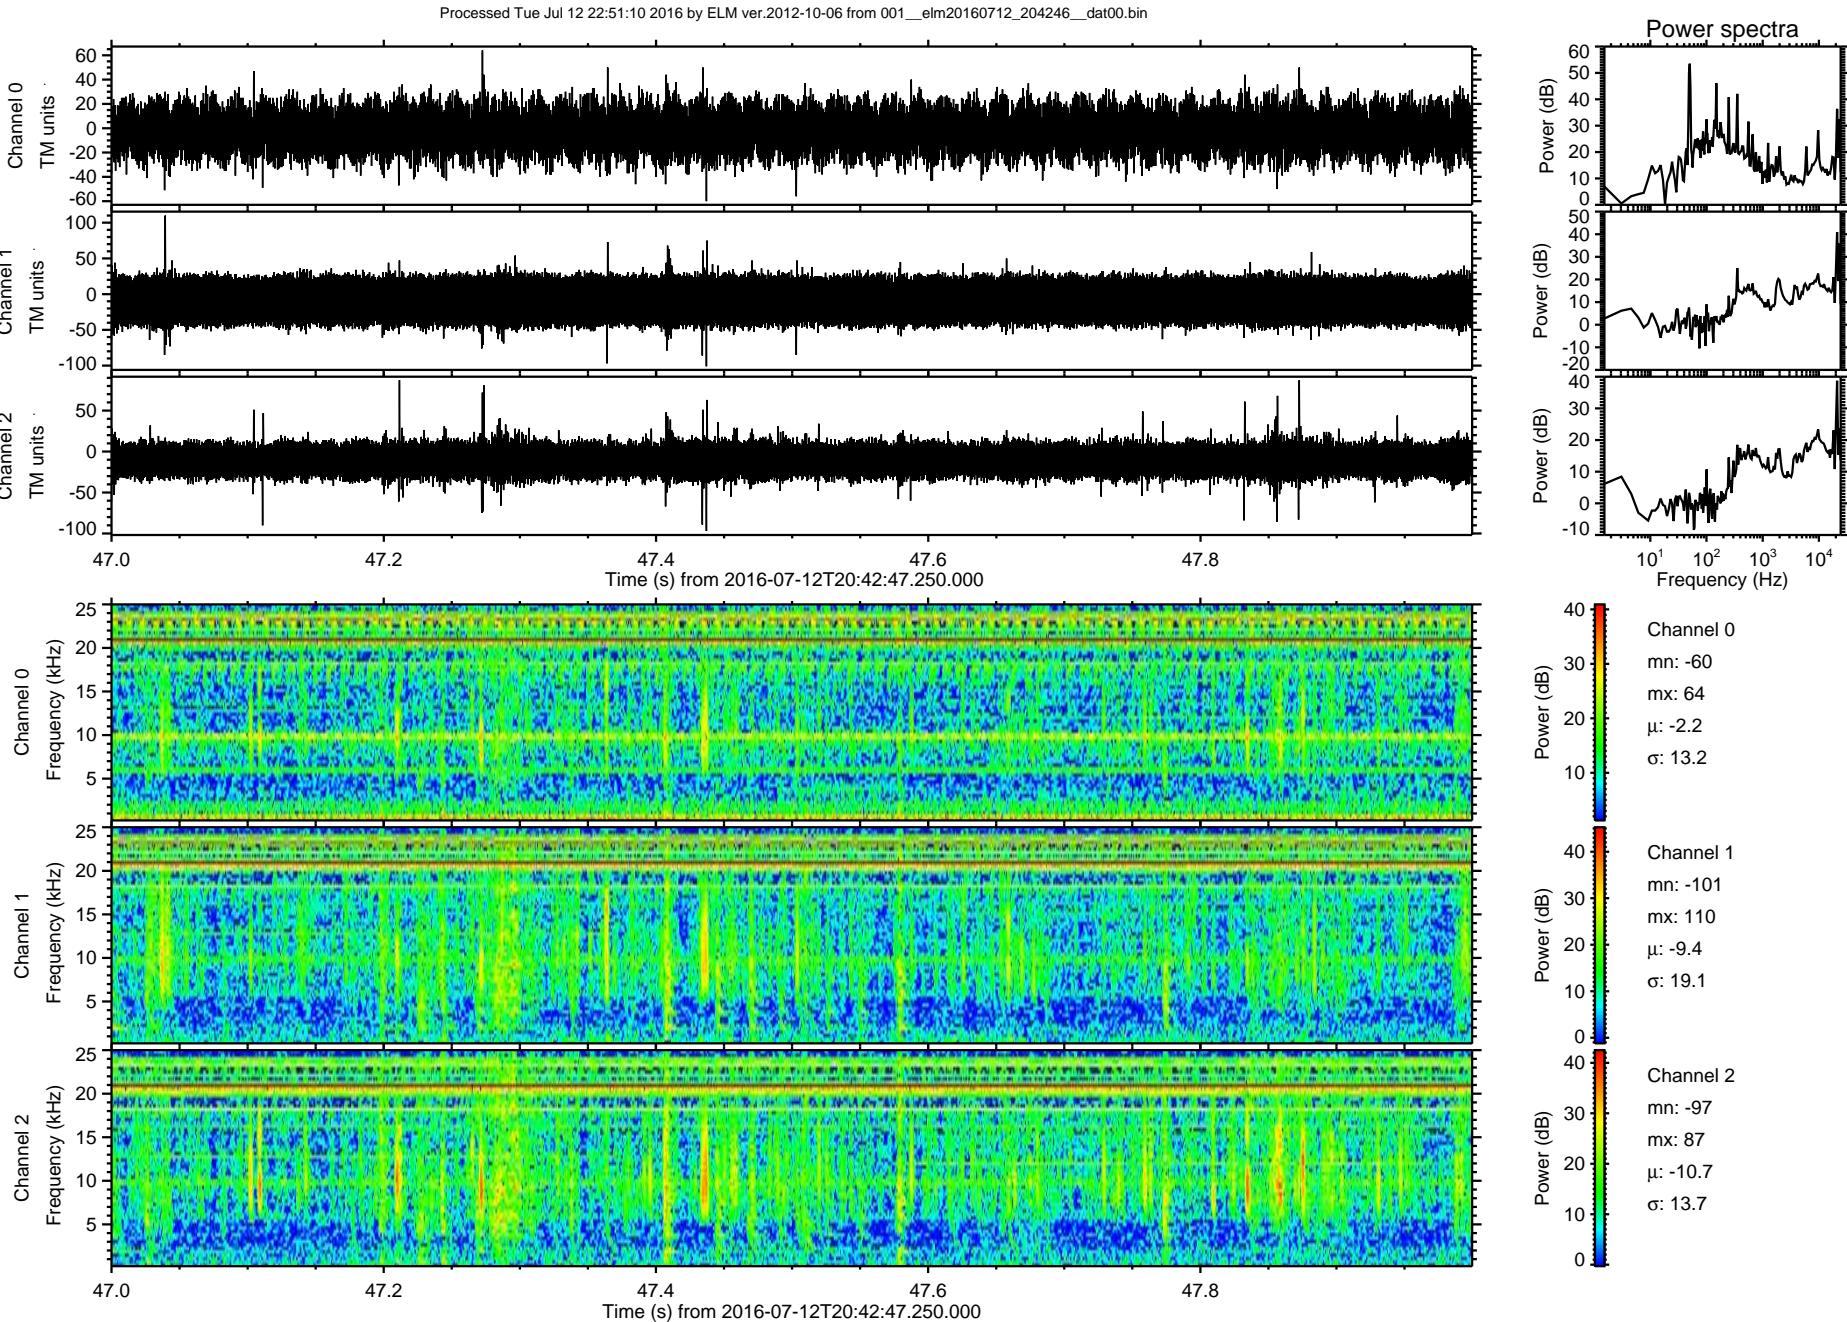 Processed Tue Jul 12 22:51:10 2016 by ELM ver.2012-10-06 from 001__elm20160712_204246__dat00.bin
Power spectra
Channel 0
TM units
60
40
20
0
-20
-40
-60
Power (dB)
60
50
40
30
20
10
0
Channel 1
TM units
100
50
0
-50
-100
Power (dB)
50
40
30
20
10
0
-10
-20
Channel 2
TM units
50
0
-50
-100
Power (dB)
40
30
20
10
0
-10
47.0 47.2 47.4 47.6 47.8
Time (s) from 2016-07-12T20:42:47.250.000
10¹ 10² 10³ 10⁴
Frequency (Hz)
Channel 0
Frequency (kHz)
25
20
15
10
5
Power (dB)
40
30
20
10
Channel 0
mn: -60
mx: 64
μ: -2.2
σ: 13.2
Channel 1
Frequency (kHz)
25
20
15
10
5
Power (dB)
40
30
20
10
0
Channel 1
mn: -101
mx: 110
μ: -9.4
σ: 19.1
Channel 2
Frequency (kHz)
25
20
15
10
5
Power (dB)
40
30
20
10
0
Channel 2
mn: -97
mx: 87
μ: -10.7
σ: 13.7
47.0 47.2 47.4 47.6 47.8
Time (s) from 2016-07-12T20:42:47.250.000